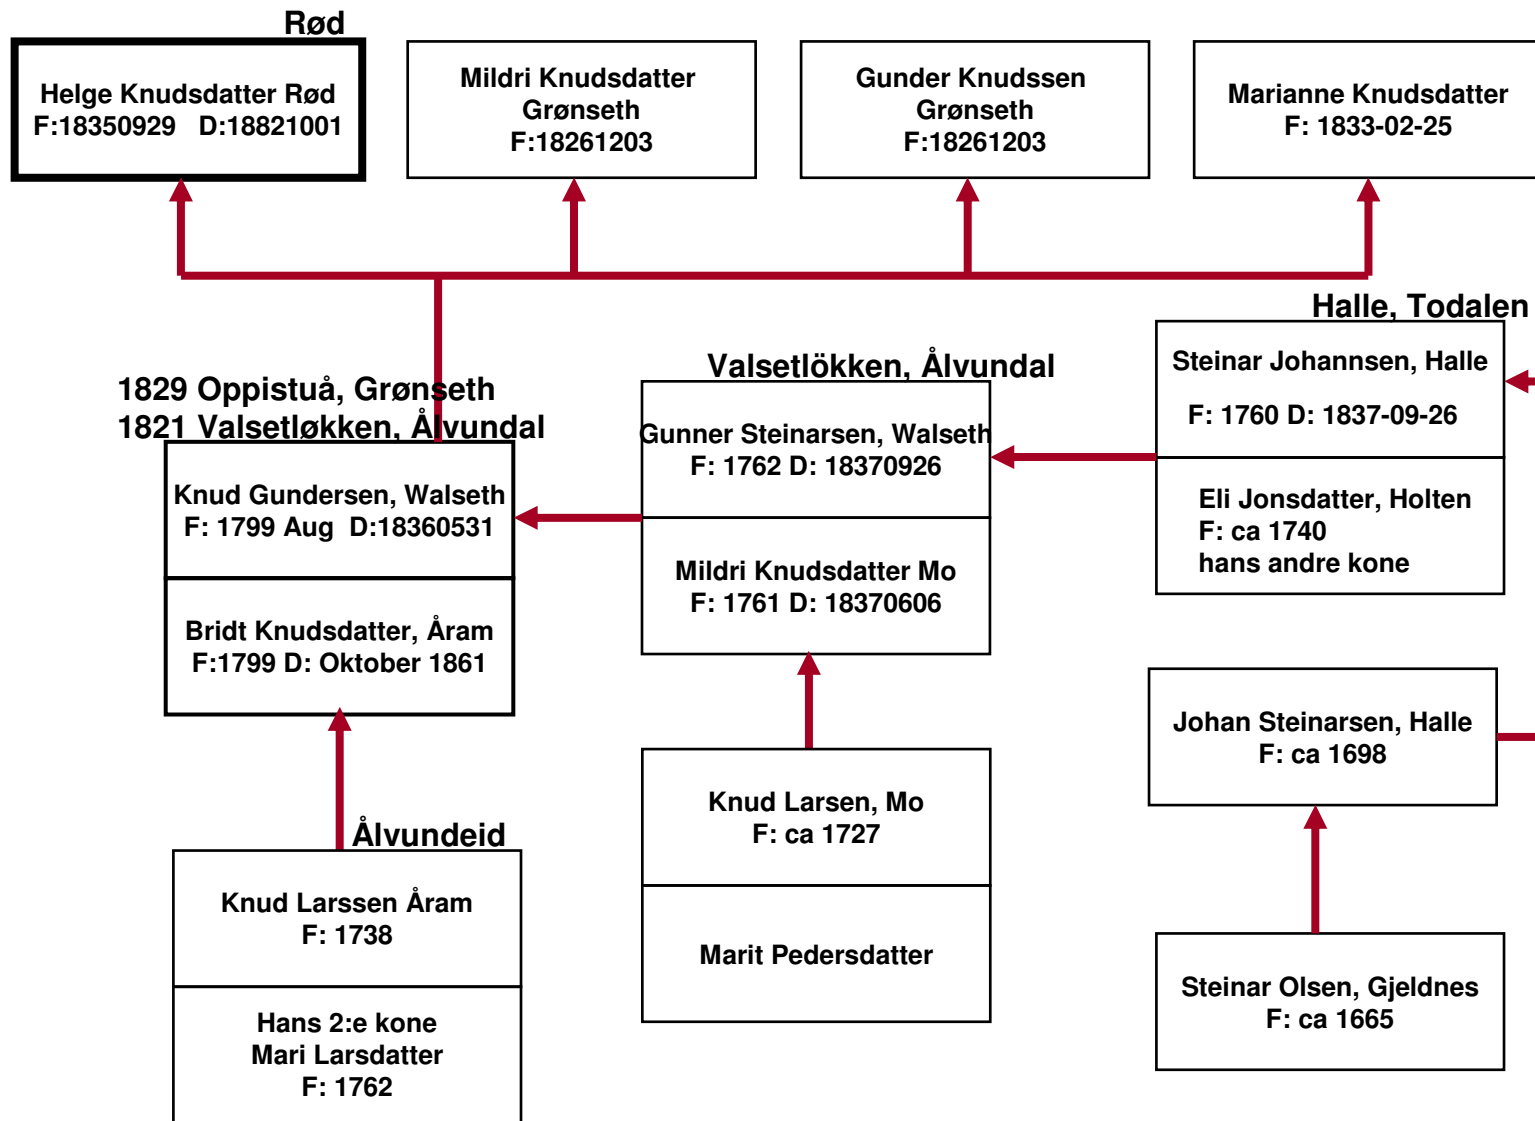 Rød
Helge Knudsdatter Rød
F:18350929 D:18821001
Mildri Knudsdatter
Grønseth
F:18261203
Gunder Knudssen
Grønseth
F:18261203
Marianne Knudsdatter
F: 1833-02-25
1829 Oppistuå, Grønseth
1821 Valsetløkken, Ålvundal
Knud Gundersen, Walseth
F: 1799 Aug D:18360531
Bridt Knudsdatter, Åram
F:1799 D: Oktober 1861
Valsetlökken, Ålvundal
Gunner Steinarsen, Walseth
F: 1762 D: 18370926
Mildri Knudsdatter Mo
F: 1761 D: 18370606
Halle, Todalen
Steinar Johannsen, Halle
F: 1760 D: 1837-09-26
Eli Jonsdatter, Holten
F: ca 1740
hans andre kone
Ålvundeid
Knud Larssen Åram
F: 1738
Hans 2:e kone
Mari Larsdatter
F: 1762
Knud Larsen, Mo
F: ca 1727
Marit Pedersdatter
Johan Steinarsen, Halle
F: ca 1698
Steinar Olsen, Gjeldnes
F: ca 1665